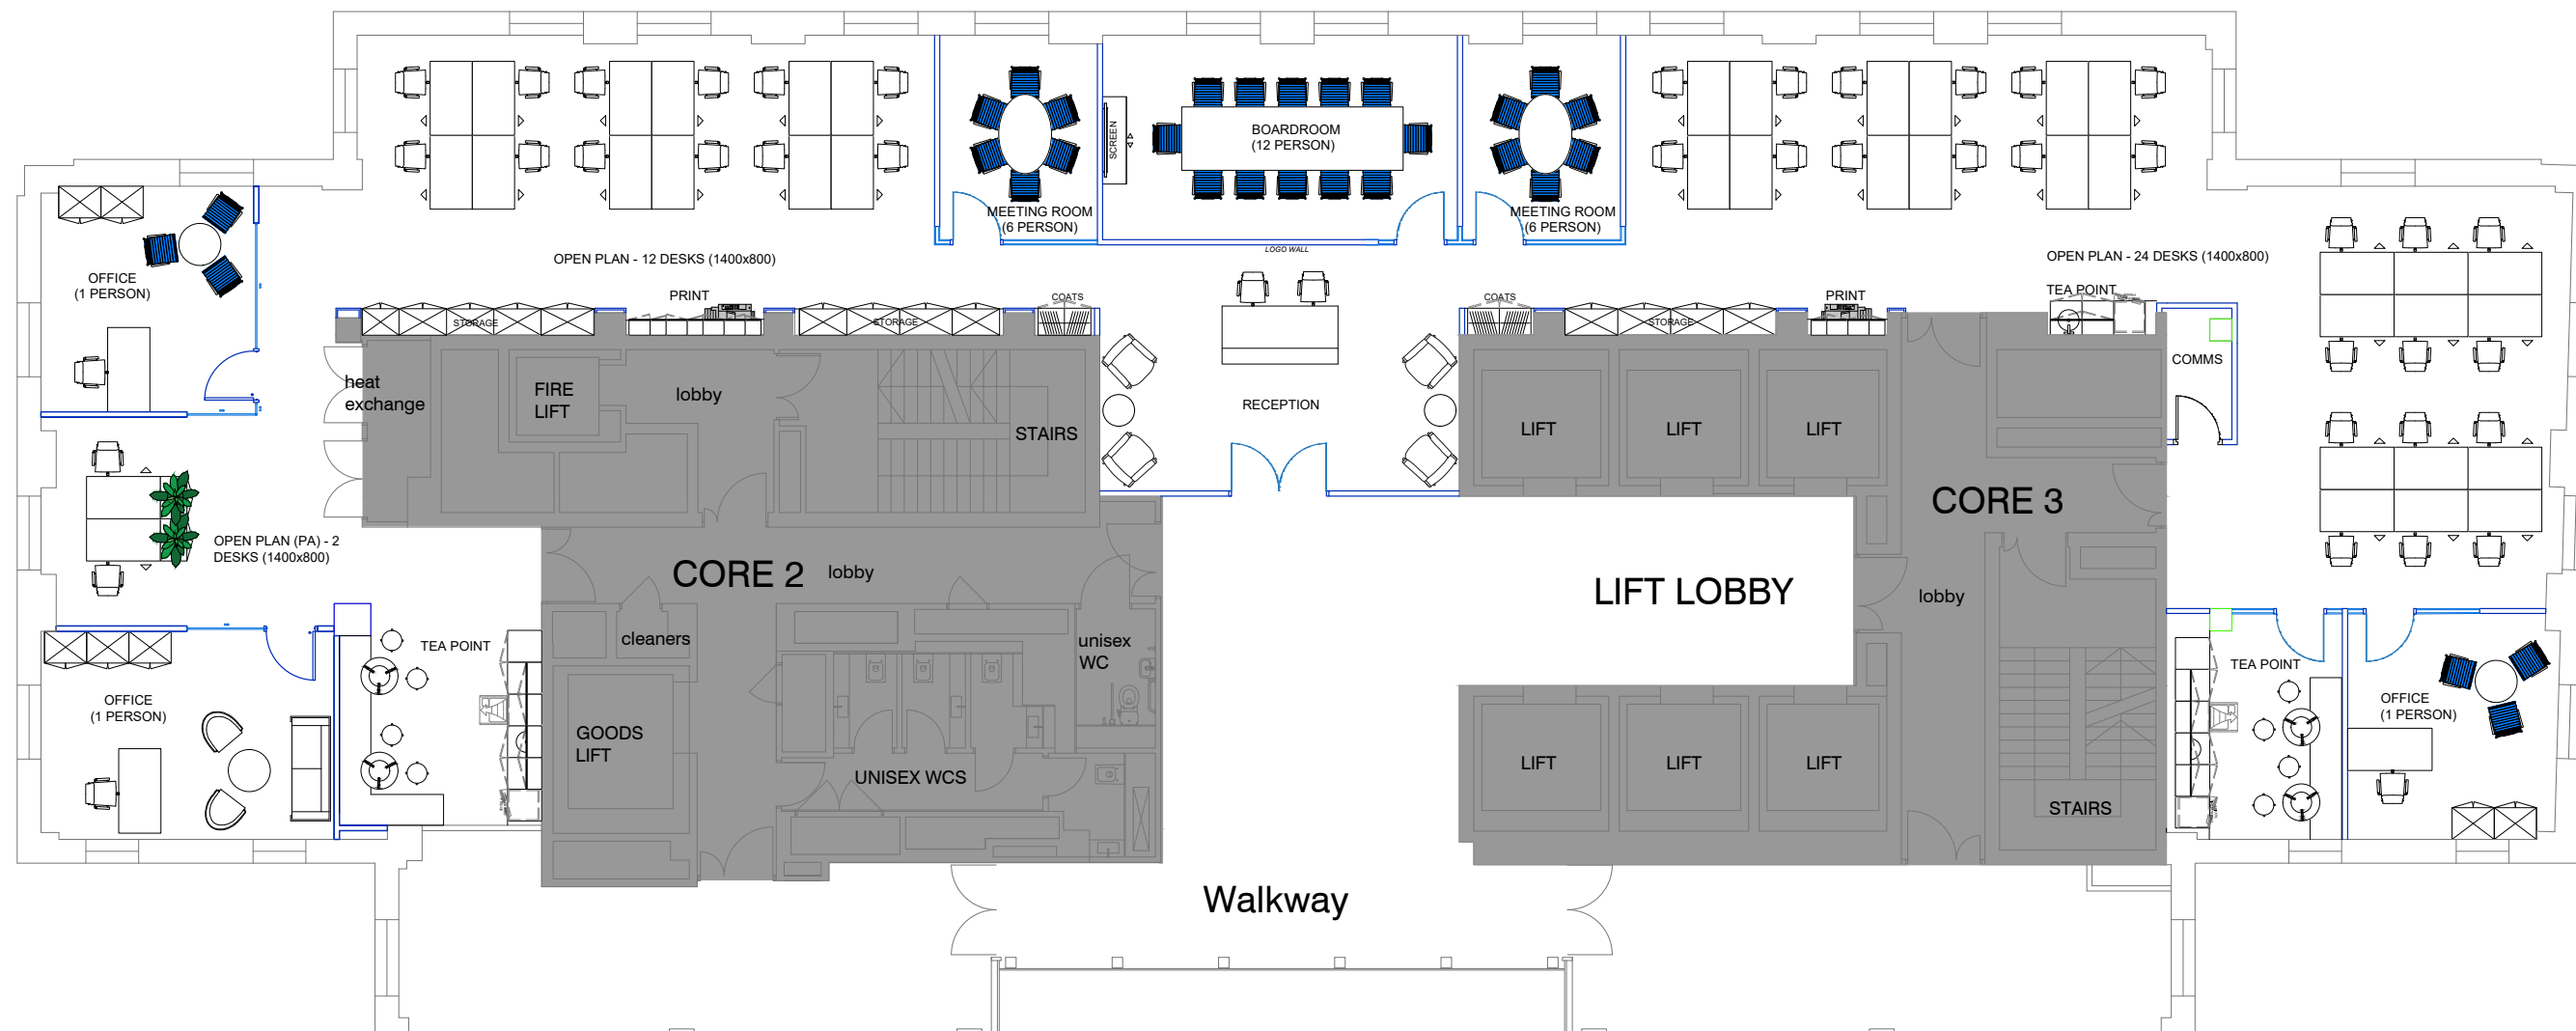 SCREEN
BOARDROOM
(12 PERSON)
MEETING ROOM
(6 PERSON)
MEETING ROOM
(6 PERSON)
LOGO WALL
OPEN PLAN - 12 DESKS (1400x800)
OPEN PLAN - 24 DESKS (1400x800)
OFFICE
(1 PERSON)
PRINT
COATS
COATS
PRINT
TEA POINT
STORAGE
STORAGE
STORAGE
COMMS
heat
exchange
FIRE
LIFT
lobby
STAIRS
RECEPTION
LIFT
LIFT
LIFT
CORE 3
OPEN PLAN (PA) - 2
DESKS (1400x800)
CORE 2
lobby
LIFT LOBBY
lobby
TEA POINT
cleaners
unisex
WC
TEA POINT
OFFICE
(1 PERSON)
OFFICE
(1 PERSON)
GOODS
LIFT
UNISEX WCS
LIFT
LIFT
LIFT
STAIRS
Walkway